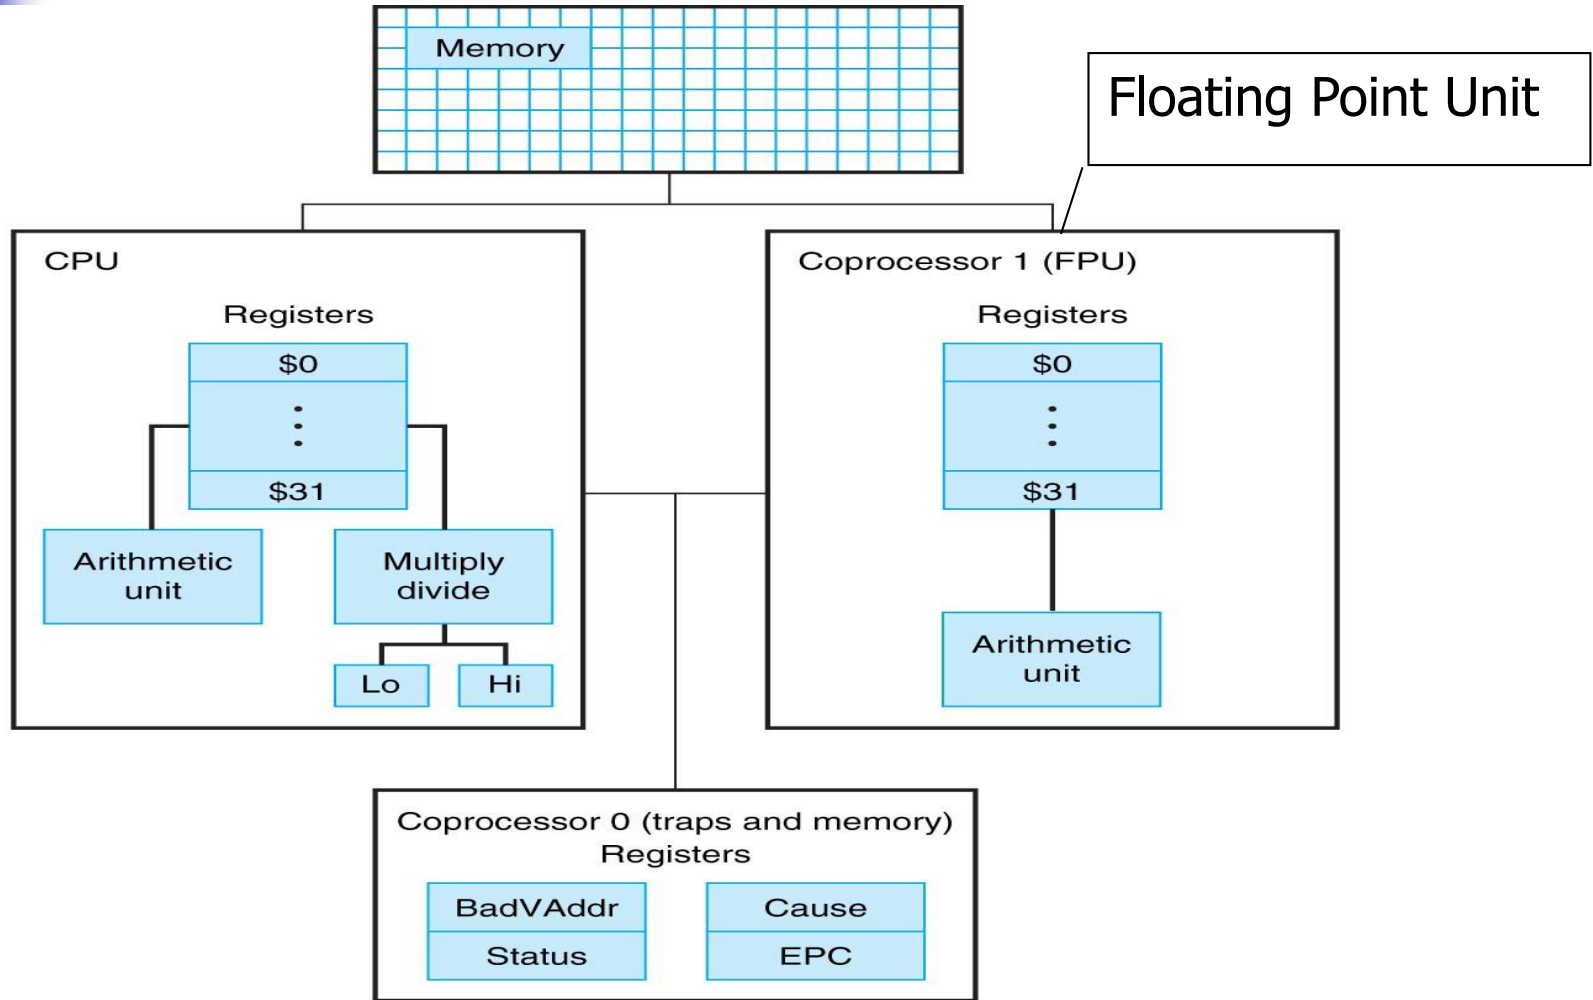 Memory
Floating Point Unit
CPU
Registers
$0
$31
Arithmetic
unit
Multiply
divide
Lo
Hi
Coprocessor 1 (FPU)
Registers
$0
$31
Arithmetic
unit
Coprocessor 0 (traps and memory)
Registers
BadVAddr
Status
Cause
EPC